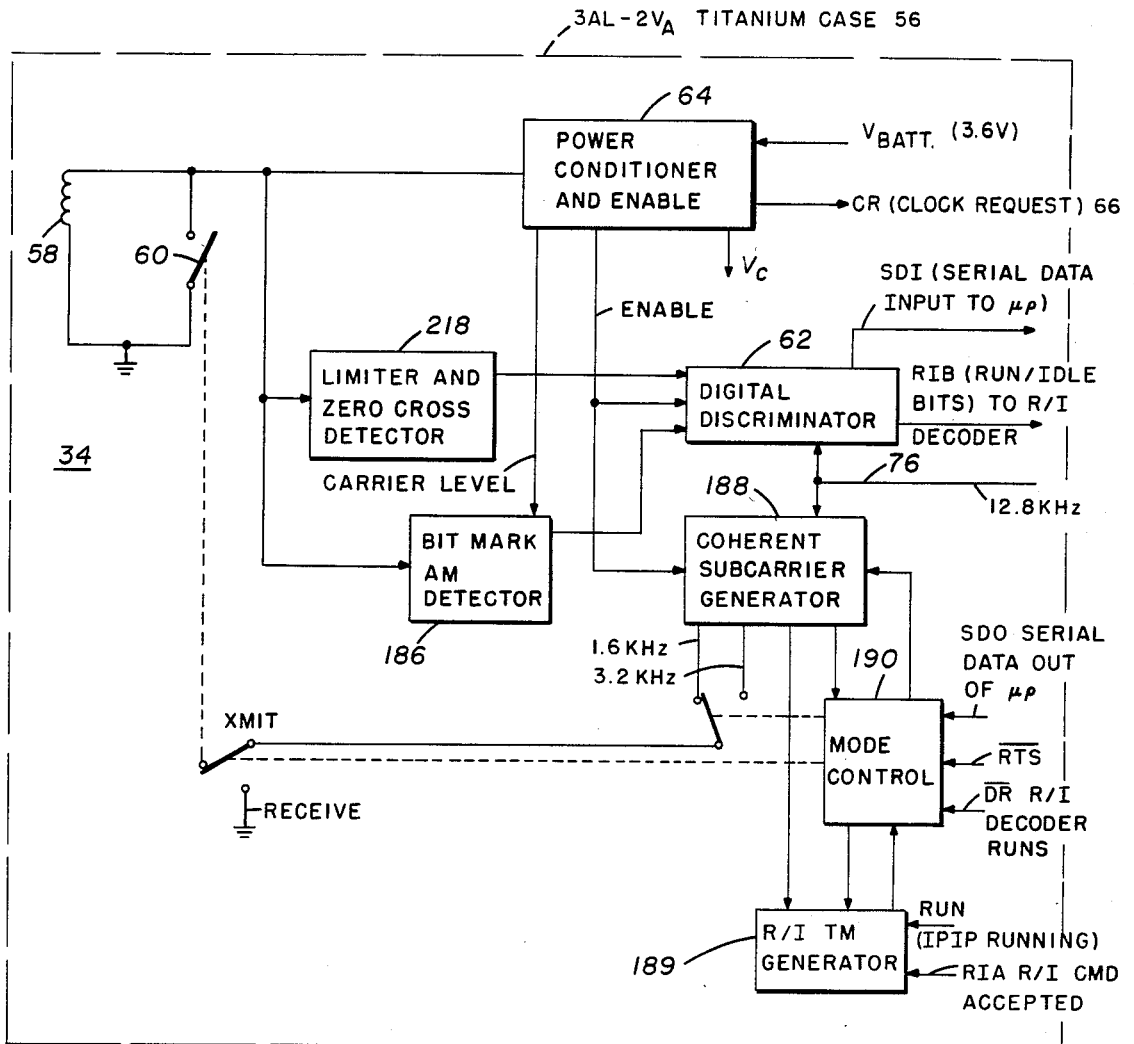 3AL-2VA TITANIUM CASE 56
64
POWER
CONDITIONER
AND ENABLE
VBATT. (3.6V)
CR (CLOCK REQUEST) 66
58
60
VC
SDI (SERIAL DATA
INPUT TO μρ)
ENABLE
218
62
LIMITER AND
ZERO CROSS
DETECTOR
DIGITAL
DISCRIMINATOR
RIB (RUN/IDLE
BITS) TO R/I
DECODER
34
CARRIER LEVEL
76
12.8 KHz
188
BIT MARK
AM
DETECTOR
COHERENT
SUBCARRIER
GENERATOR
186
1.6 KHz
3.2 KHz
190
SDO SERIAL
DATA OUT
OF μρ
XMIT
MODE
CONTROL
RTS
RECEIVE
DR R/I
DECODER
RUNS
R/I TM
GENERATOR
189
RUN
(IPIP RUNNING)
RIA R/I CMD
ACCEPTED